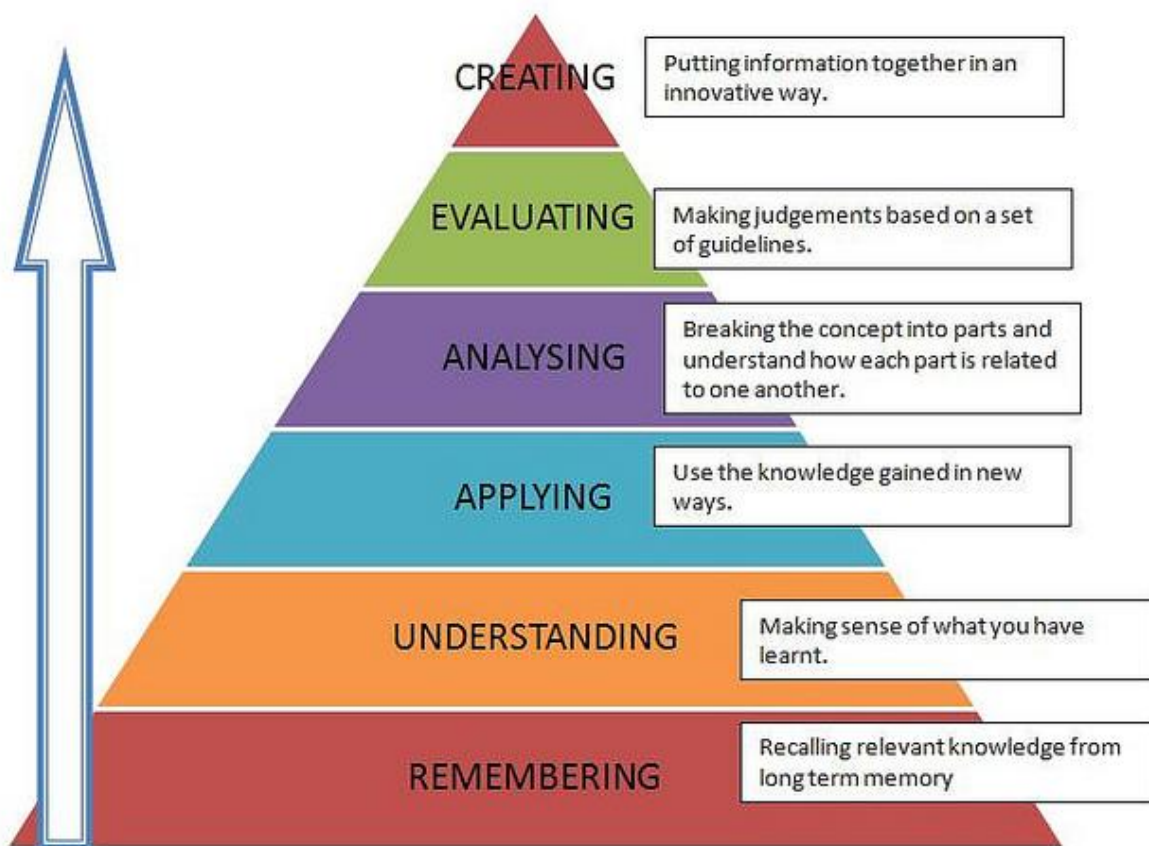 CREATING
Putting information together in an
innovative way.
EVALUATING
Making judgements based on a set
of guidelines.
ANALYSING
Breaking the concept into parts and
understand how each part is related
to one another.
APPLYING
Use the knowledge gained in new
ways.
UNDERSTANDING
Making sense of what you have
learnt.
REMEMBERING
Recalling relevant knowledge from
long term memory